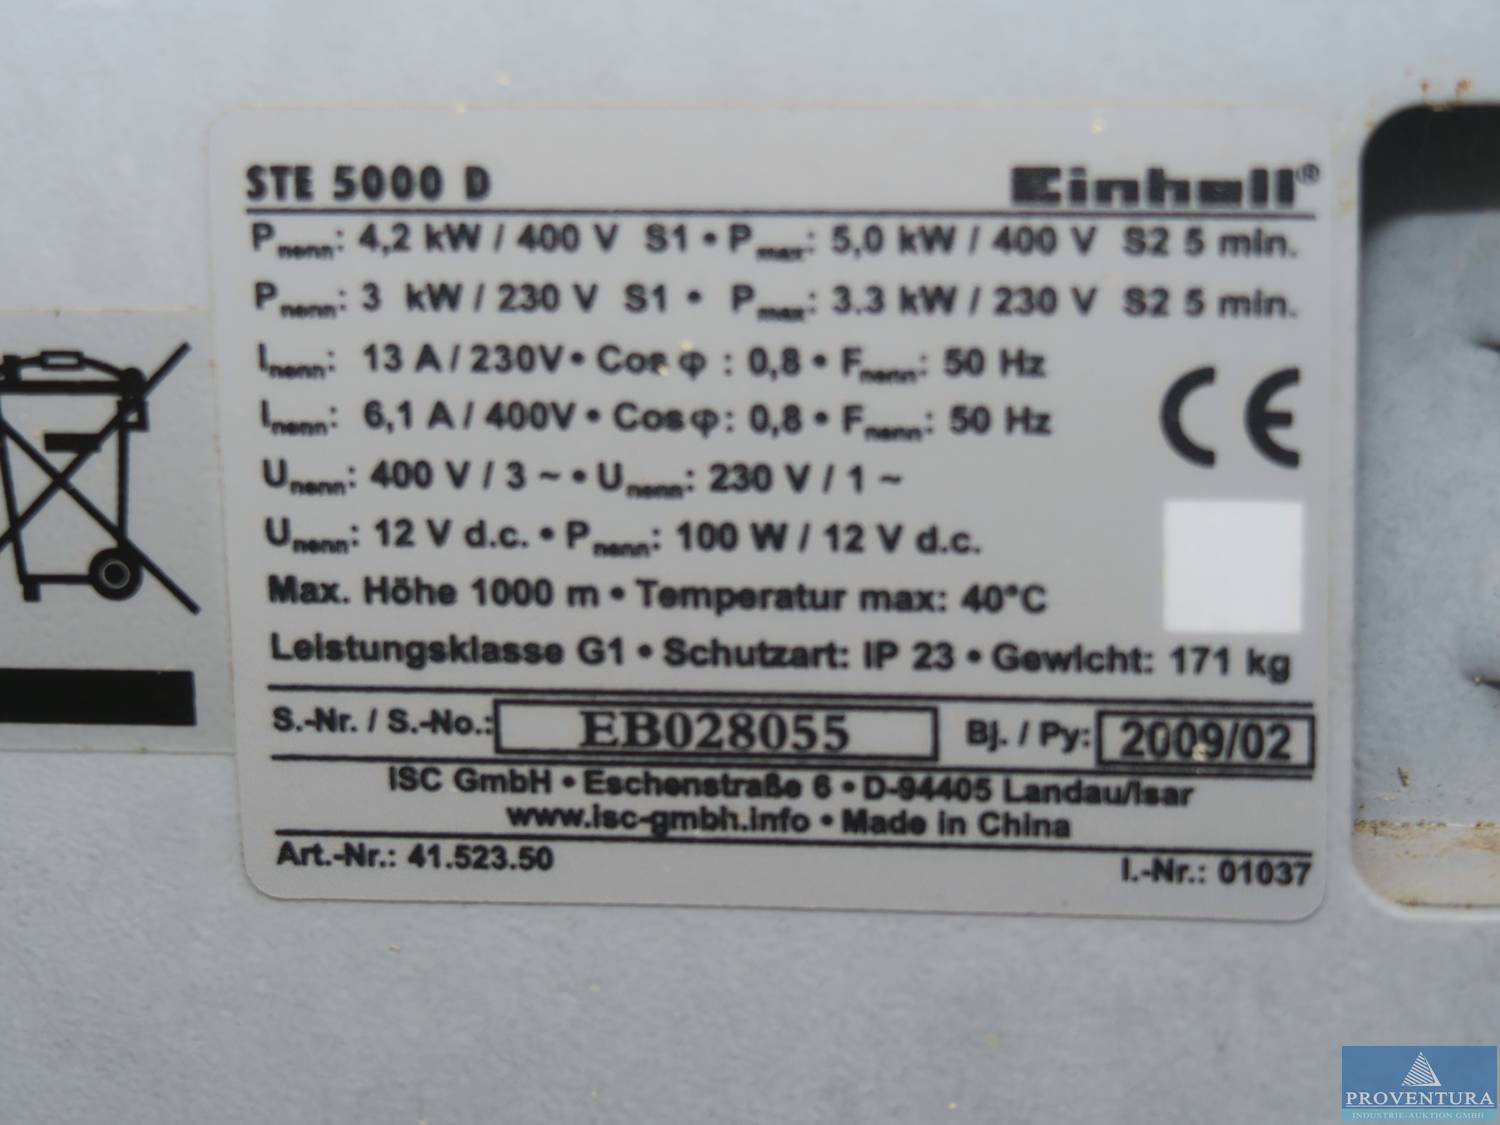 STE 5000 D Einhell®
Pnenn: 4,2 kW / 400 V S1 • Pmax: 5,0 kW / 400 V S2 5 min.
Pnenn: 3 kW / 230 V S1 • Pmax: 3.3 kW / 230 V S2 5 min.
Inenn: 13 A / 230V • Cos φ : 0,8 • Fnenn: 50 Hz
Inenn: 6,1 A / 400V • Cos φ: 0,8 • Fnenn: 50 Hz
CE
Unenn: 400 V / 3 ~ • Unenn: 230 V / 1 ~
Unenn: 12 V d.c. • Pnenn: 100 W / 12 V d.c.
Max. Höhe 1000 m • Temperatur max: 40°C
Leistungsklasse G1 • Schutzart: IP 23 • Gewicht: 171 kg
S.-Nr. / S.-No.: EB028055 Bj. / Py: 2009/02
ISC GmbH • Eschenstraße 6 • D-94405 Landau/Isar
www.isc-gmbh.info • Made in China
Art.-Nr.: 41.523.50 I.-Nr.: 01037
PROVENTURA
INDUSTRIE-AUKTION GMBH